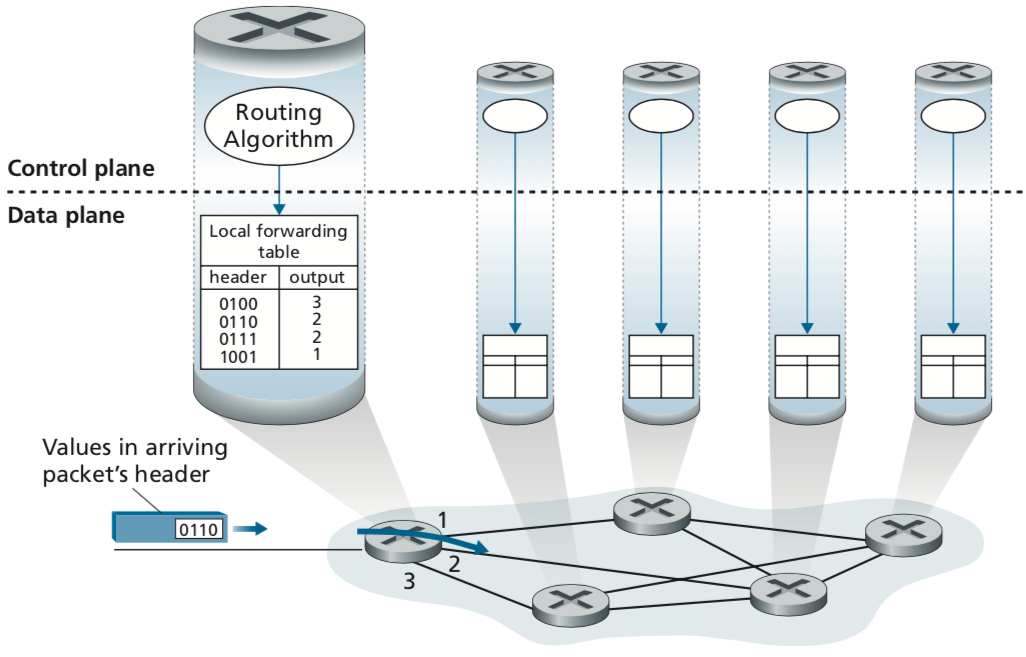 Routing
Algorithm
Control plane
Data plane
Local forwarding
table
header output
0100 3
0110 2
0111 2
1001 1
Values in arriving
packet's header
0110
1
2
3